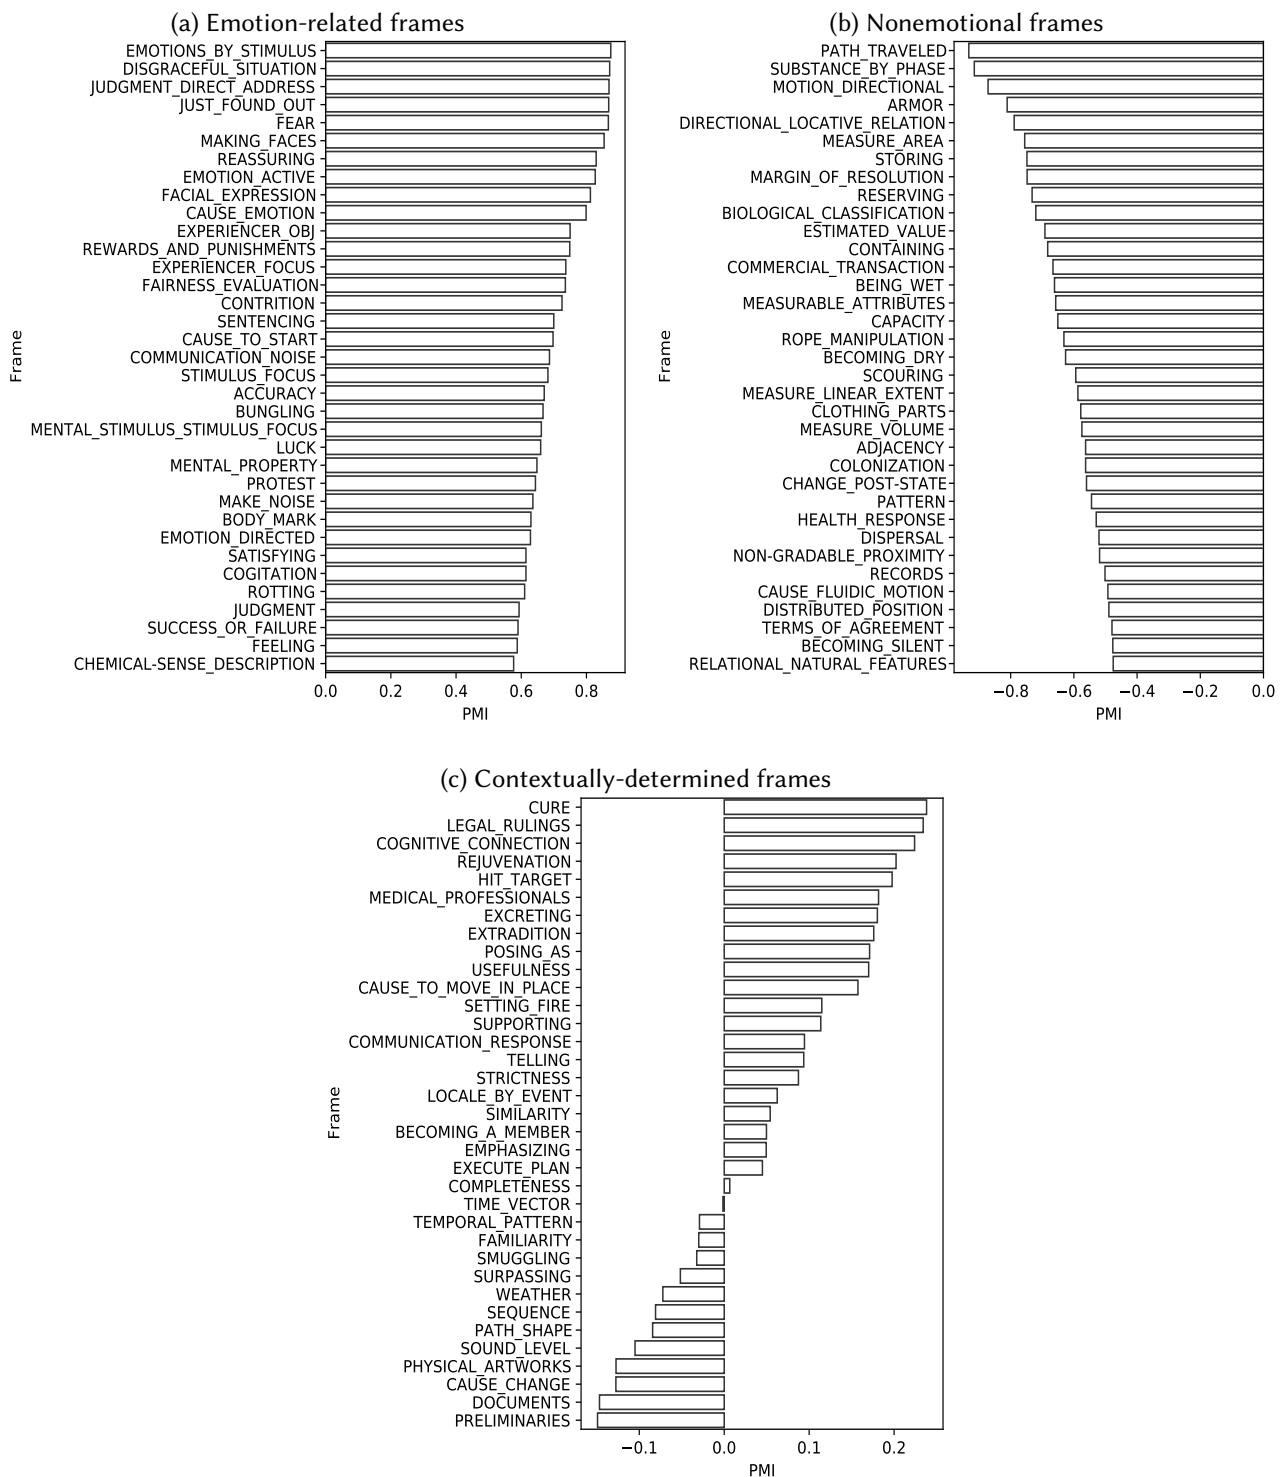 (a) Emotion-related frames
EMOTIONS_BY_STIMULUS
DISGRACEFUL_SITUATION
JUDGMENT_DIRECT_ADDRESS
JUST_FOUND_OUT
FEAR
MAKING_FACES
REASSURING
EMOTION_ACTIVE
FACIAL_EXPRESSION
CAUSE_EMOTION
EXPERIENCER_OBJ
REWARDS_AND_PUNISHMENTS
EXPERIENCER_FOCUS
FAIRNESS_EVALUATION
CONTRITION
SENTENCING
CAUSE_TO_START
COMMUNICATION_NOISE
STIMULUS_FOCUS
ACCURACY
BUNGLING
MENTAL_STIMULUS_STIMULUS_FOCUS
LUCK
MENTAL_PROPERTY
PROTEST
MAKE_NOISE
BODY_MARK
EMOTION_DIRECTED
SATISFYING
COGITATION
ROTTING
JUDGMENT
SUCCESS_OR_FAILURE
FEELING
CHEMICAL-SENSE_DESCRIPTION
Frame
0.0 0.2 0.4 0.6 0.8
PMI
(b) Nonemotional frames
PATH_TRAVELED
SUBSTANCE_BY_PHASE
MOTION_DIRECTIONAL
ARMOR
DIRECTIONAL_LOCATIVE_RELATION
MEASURE_AREA
STORING
MARGIN_OF_RESOLUTION
RESERVING
BIOLOGICAL_CLASSIFICATION
ESTIMATED_VALUE
CONTAINING
COMMERCIAL_TRANSACTION
BEING_WET
MEASURABLE_ATTRIBUTES
CAPACITY
ROPE_MANIPULATION
BECOMING_DRY
SCOURING
MEASURE_LINEAR_EXTENT
CLOTHING_PARTS
MEASURE_VOLUME
ADJACENCY
COLONIZATION
CHANGE_POST-STATE
PATTERN
HEALTH_RESPONSE
DISPERSAL
NON-GRADABLE_PROXIMITY
RECORDS
CAUSE_FLUIDIC_MOTION
DISTRIBUTED_POSITION
TERMS_OF_AGREEMENT
BECOMING_SILENT
RELATIONAL_NATURAL_FEATURES
Frame
−0.8 −0.6 −0.4 −0.2 0.0
PMI
(c) Contextually-determined frames
CURE
LEGAL_RULINGS
COGNITIVE_CONNECTION
REJUVENATION
HIT_TARGET
MEDICAL_PROFESSIONALS
EXCRETING
EXTRADITION
POSING_AS
USEFULNESS
CAUSE_TO_MOVE_IN_PLACE
SETTING_FIRE
SUPPORTING
COMMUNICATION_RESPONSE
TELLING
STRICTNESS
LOCALE_BY_EVENT
SIMILARITY
BECOMING_A_MEMBER
EMPHASIZING
EXECUTE_PLAN
COMPLETENESS
TIME_VECTOR
TEMPORAL_PATTERN
FAMILIARITY
SMUGGLING
SURPASSING
WEATHER
SEQUENCE
PATH_SHAPE
SOUND_LEVEL
PHYSICAL_ARTWORKS
CAUSE_CHANGE
DOCUMENTS
PRELIMINARIES
Frame
−0.1 0.0 0.1 0.2
PMI